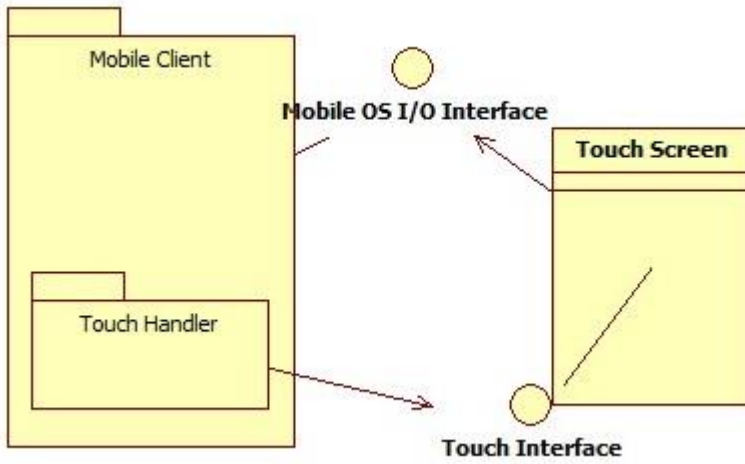 Mobile Client
Mobile OS I/O Interface
Touch Screen
Touch Handler
Touch Interface